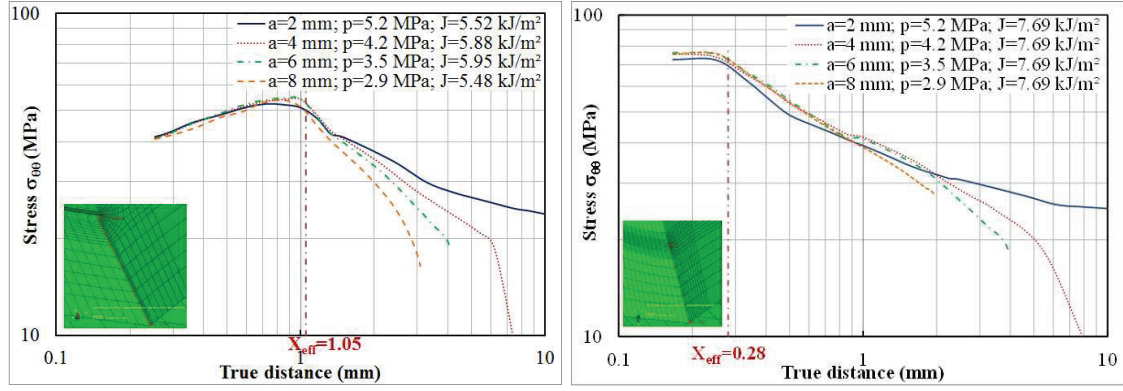 100
a=2 mm; p=5.2 MPa; J=5.52 kJ/m²
a=4 mm; p=4.2 MPa; J=5.88 kJ/m²
a=6 mm; p=3.5 MPa; J=5.95 kJ/m²
a=8 mm; p=2.9 MPa; J=5.48 kJ/m²
Stress σθθ (MPa)
10
0.1
1
10
Xeff=1.05
True distance (mm)
100
a=2 mm; p=5.2 MPa; J=7.69 kJ/m²
a=4 mm; p=4.2 MPa; J=7.69 kJ/m²
a=6 mm; p=3.5 MPa; J=7.69 kJ/m²
a=8 mm; p=2.9 MPa; J=7.69 kJ/m²
Stress σθθ (MPa)
10
0.1
1
10
Xeff=0.28
True distance (mm)